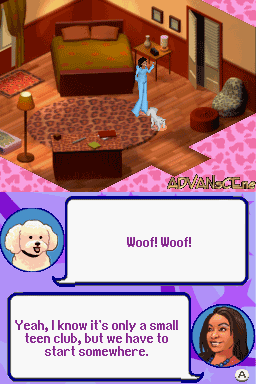 ADVANsCEne
Woof! Woof!
Yeah, I know it's only a small
teen club, but we have to
start somewhere.
A